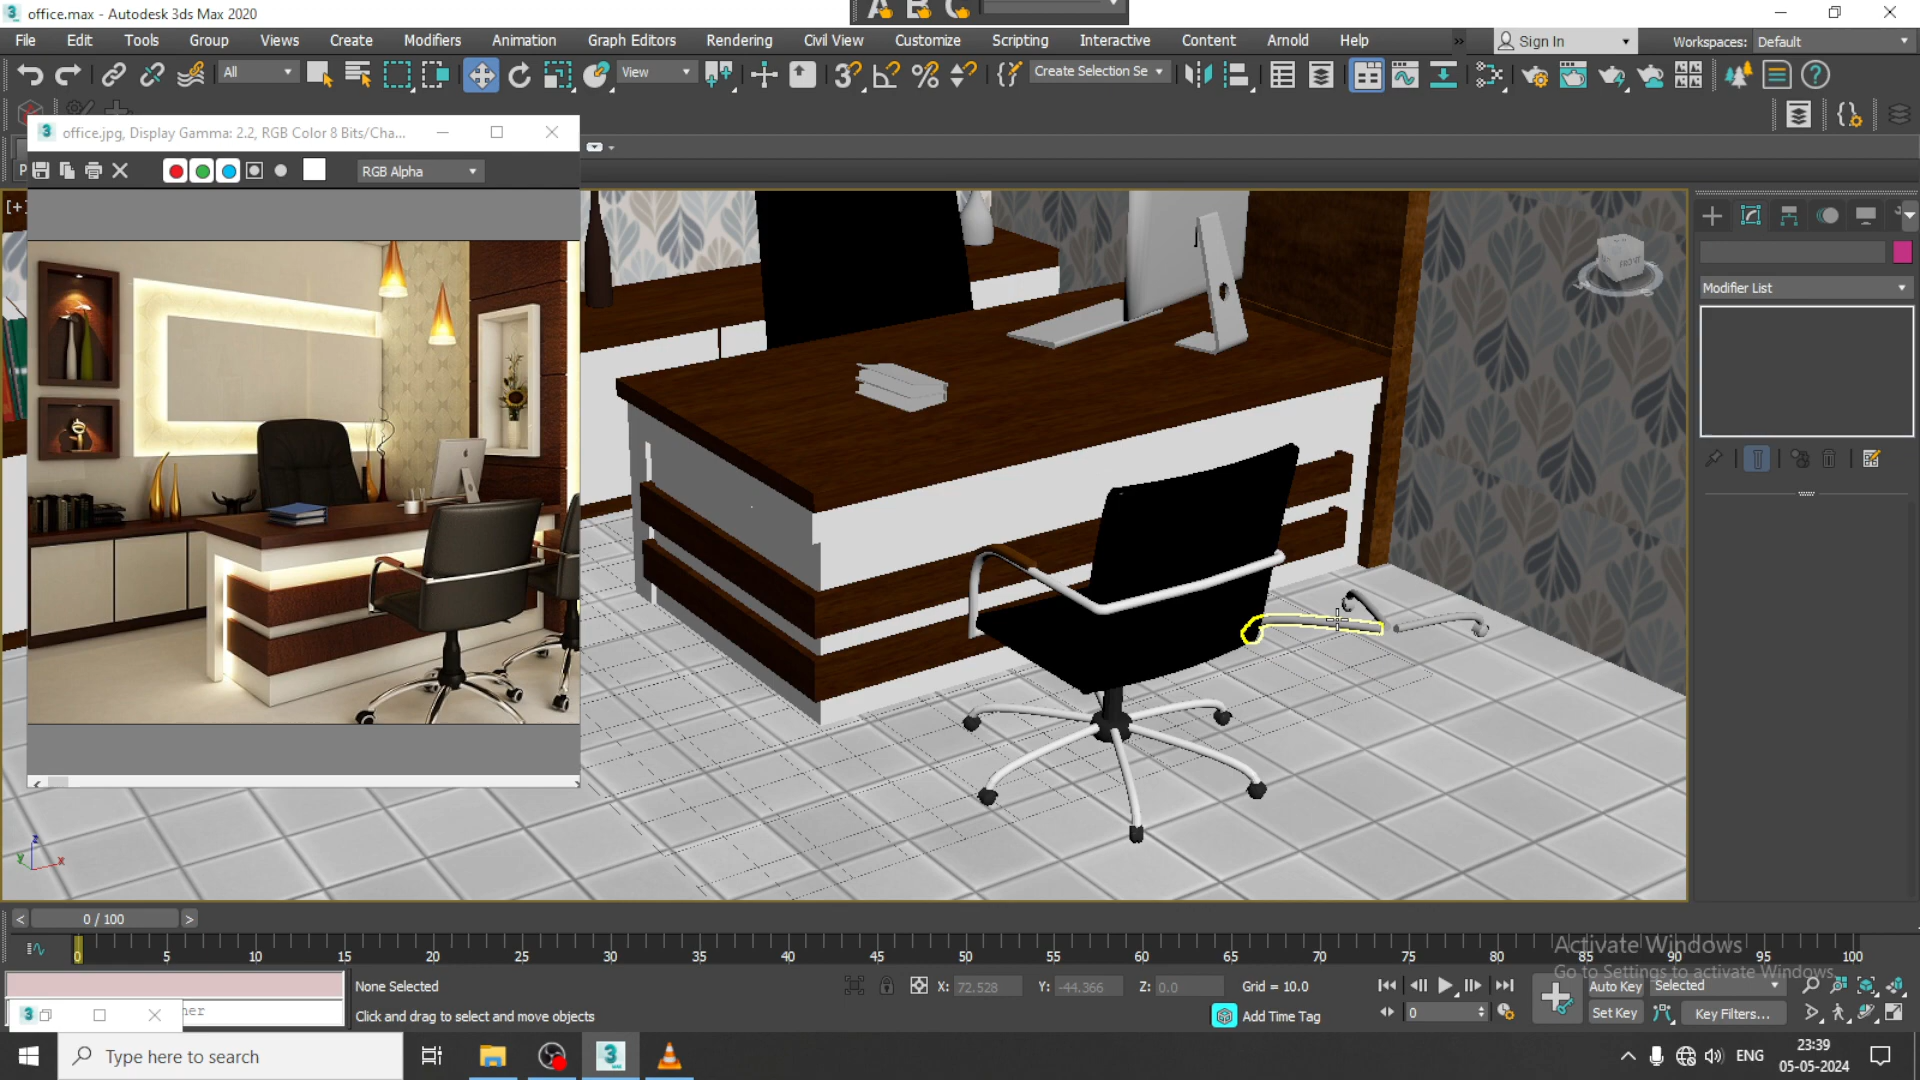 office.max - Autodesk 3ds Max 2020
File Edit Tools Group Views Create Modifiers Animation Graph Editors Rendering Civil View Customize Scripting Interactive Content Arnold Help
Sign In
Workspaces: Default
All
View
Create Selection Se
office.jpg, Display Gamma: 2.2, RGB Color 8 Bits/Cha...
P
RGB Alpha
[+]
FRONT
Modifier List
z
y x
< 0 / 100 >
0 5 10 15 20 25 30 35 40 45 50 55 60 65 70 75 80 85 90 95 100
Activate Windows
Go to Settings to activate Windows.
None Selected
X: 72.528 Y: -44.366 Z: 0.0 Grid = 10.0
Auto Key Selected
ner
Click and drag to select and move objects
Add Time Tag
0
Set Key Key Filters...
Type here to search
ENG
23:39
05-05-2024